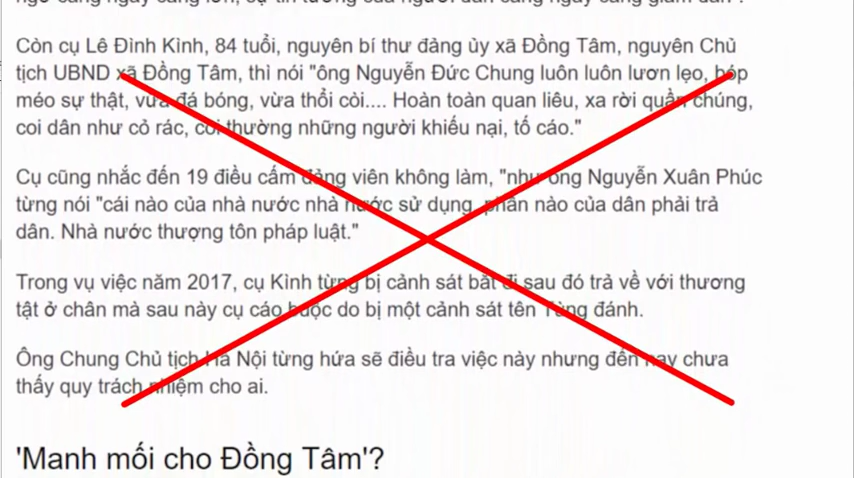 Còn cụ Lê Đình Kình, 84 tuổi, nguyên bí thư đảng ủy xã Đồng Tâm, nguyên Chủ
tịch UBND xã Đồng Tâm, thì nói "ông Nguyễn Đức Chung luôn luôn lươn lẹo, bóp
méo sự thật, vừa đá bóng, vừa thổi còi.... Hoàn toàn quan liêu, xa rời quần chúng,
coi dân như cỏ rác, coi thường những người khiếu nại, tố cáo."
Cụ cũng nhắc đến 19 điều cấm đảng viên không làm, "như ông Nguyễn Xuân Phúc
từng nói "cái nào của nhà nước nhà nước sử dụng, phần nào của dân phải trả
dân. Nhà nước thượng tôn pháp luật."
Trong vụ việc năm 2017, cụ Kình từng bị cảnh sát bắt đi sau đó trả về với thương
tật ở chân mà sau này cụ cáo buộc do bị một cảnh sát tên Tùng đánh.
Ông Chung Chủ tịch Hà Nội từng hứa sẽ điều tra việc này nhưng đến nay chưa
thấy quy trách nhiệm cho ai.
'Manh mối cho Đồng Tâm'?